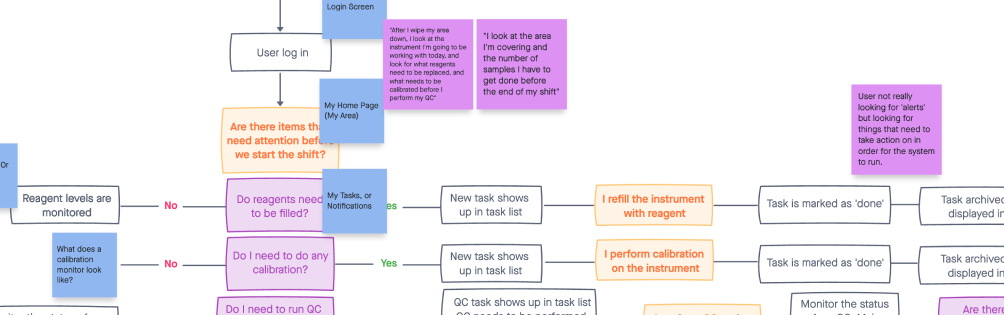 Login Screen
"After I wipe my area
down, I look at the
instrument I'm going to be
working with today, and
look for what reagents
need to be replaced, and
what needs to be
calibrated before I
perform my QC"
"I look at the area
I'm covering and
the number of
samples I have to
get done before
the end of my shift"
User log in
My Home Page
(My Area)
User not really
looking for 'alerts'
but looking for
things that need to
take action on in
order for the system
to run.
Are there items
need attention
we start the shift?
Or
My Tasks, or
Notifications
Reagent levels are
monitored
No
Do reagents need
to be filled?
es
New task shows
up in task list
I refill the instrument
with reagent
Task is marked as 'done'
Task archived
displayed in
What does a
calibration
monitor look
like?
No
Do I need to do any
calibration?
Yes
New task shows
up in task list
I perform calibration
on the instrument
Task is marked as 'done'
Task archive
displayed in
Do I need to run QC
QC task shows up in task list
QC needs to be performed
Monitor the status
Are there